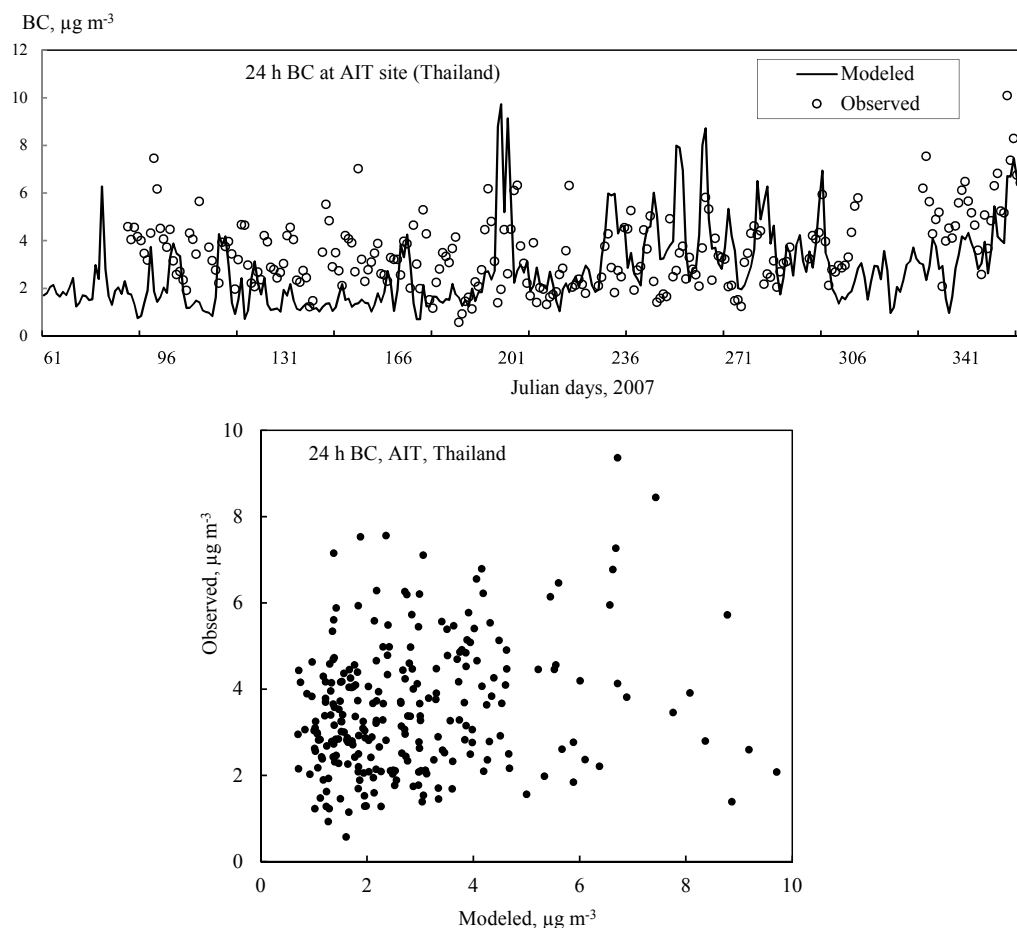 BC, µg m-3
24 h BC at AIT site (Thailand)
Modeled
Observed
12
10
8
6
4
2
0
61 96 131 166 201 236 271 306 341
Julian days, 2007
24 h BC, AIT, Thailand
Observed, µg m-3
10
8
6
4
2
0
0 2 4 6 8 10
Modeled, µg m-3